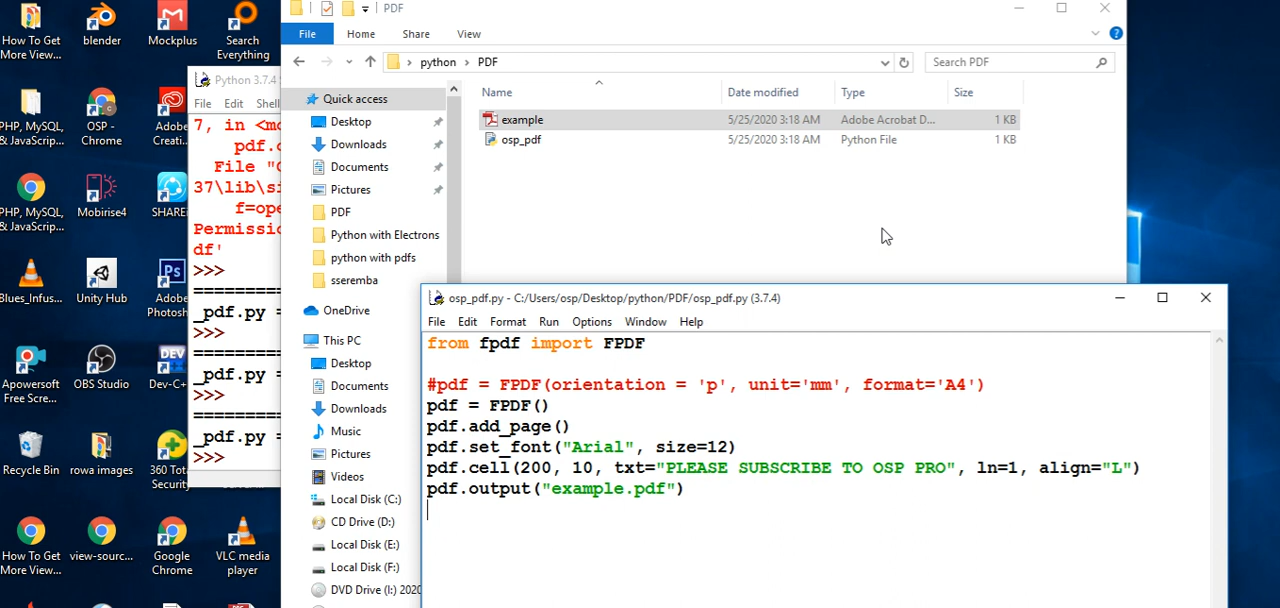 How To Get
More View...
blender
Mockplus
Search
Everything
PHP, MySQL,
& JavaScrip...
OSP -
Chrome
Adobe
Creati...
PHP, MySQL,
& JavaScrip...
Mobirise4
SHAREi
Blues_Infus...
Unity Hub
Adobe
Photosh
Apowersoft
Free Scre...
OBS Studio
Dev-C+
Recycle Bin
rowa images
360 Tot
Security
How To Get
More View...
view-sourc...
Google
Chrome
VLC media
player
Python 3.7.4
File Edit Shell
7, in <mo
pdf.o
File "C
37\lib\si
f=ope
Permissio
df'
>>>
_pdf.py =
>>>
_pdf.py =
>>>
_pdf.py =
>>>
PDF
File Home Share View
python > PDF
Search PDF
Quick access
Desktop
Downloads
Documents
Pictures
PDF
Python with Electrons
python with pdfs
sseremba
OneDrive
This PC
Desktop
Documents
Downloads
Music
Pictures
Videos
Local Disk (C:)
CD Drive (D:)
Local Disk (E:)
Local Disk (F:)
DVD Drive (I:) 2020
Name Date modified Type Size
example 5/25/2020 3:18 AM Adobe Acrobat D... 1 KB
osp_pdf 5/25/2020 3:18 AM Python File 1 KB
osp_pdf.py - C:/Users/osp/Desktop/python/PDF/osp_pdf.py (3.7.4)
File Edit Format Run Options Window Help
from fpdf import FPDF
#pdf = FPDF(orientation = 'p', unit='mm', format='A4')
pdf = FPDF()
pdf.add_page()
pdf.set_font("Arial", size=12)
pdf.cell(200, 10, txt="PLEASE SUBSCRIBE TO OSP PRO", ln=1, align="L")
pdf.output("example.pdf")